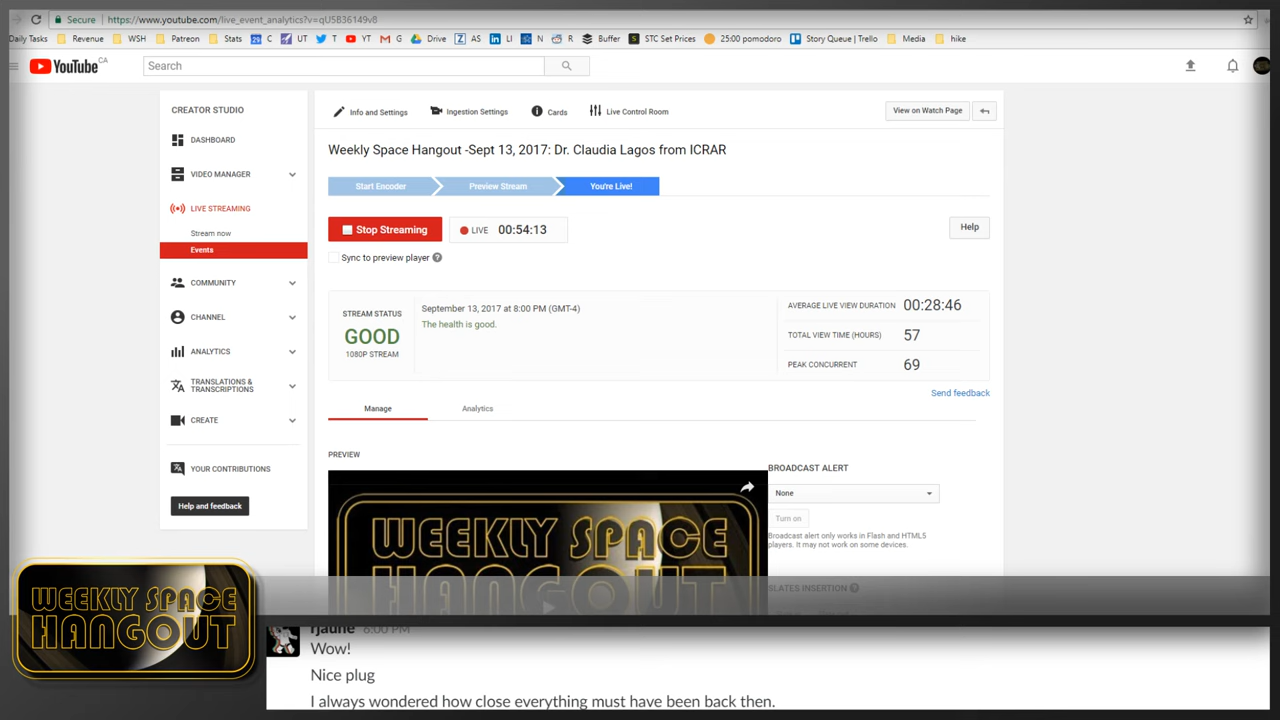 Secure https://www.youtube.com/live_event_analytics?v=qU5B36149v8
Daily Tasks Revenue WSH Patreon Stats C UT T YT G Drive AS LI N R Buffer STC Set Prices 25:00 pomodoro Story Queue | Trello Media hike
YouTube CA Search
CREATOR STUDIO
DASHBOARD
VIDEO MANAGER
LIVE STREAMING
Stream now
Events
COMMUNITY
CHANNEL
ANALYTICS
TRANSLATIONS &
TRANSCRIPTIONS
CREATE
YOUR CONTRIBUTIONS
Help and feedback
Info and Settings Ingestion Settings Cards Live Control Room View on Watch Page
Weekly Space Hangout -Sept 13, 2017: Dr. Claudia Lagos from ICRAR
Start Encoder Preview Stream You're Live!
Stop Streaming LIVE 00:54:13 Help
Sync to preview player ?
STREAM STATUS
GOOD
1080P STREAM
September 13, 2017 at 8:00 PM (GMT-4)
The health is good.
AVERAGE LIVE VIEW DURATION 00:28:46
TOTAL VIEW TIME (HOURS) 57
PEAK CONCURRENT 69
Send feedback
Manage Analytics
PREVIEW
WEEKLY SPACE
HANGOUT
BROADCAST ALERT
None
Turn on
Broadcast alert only works in Flash and HTML5
players. It may not work on some devices.
SLATES INSERTION ?
WEEKLY SPACE
HANGOUT
rjaune 6:00 PM
Wow!
Nice plug
I always wondered how close everything must have been back then.